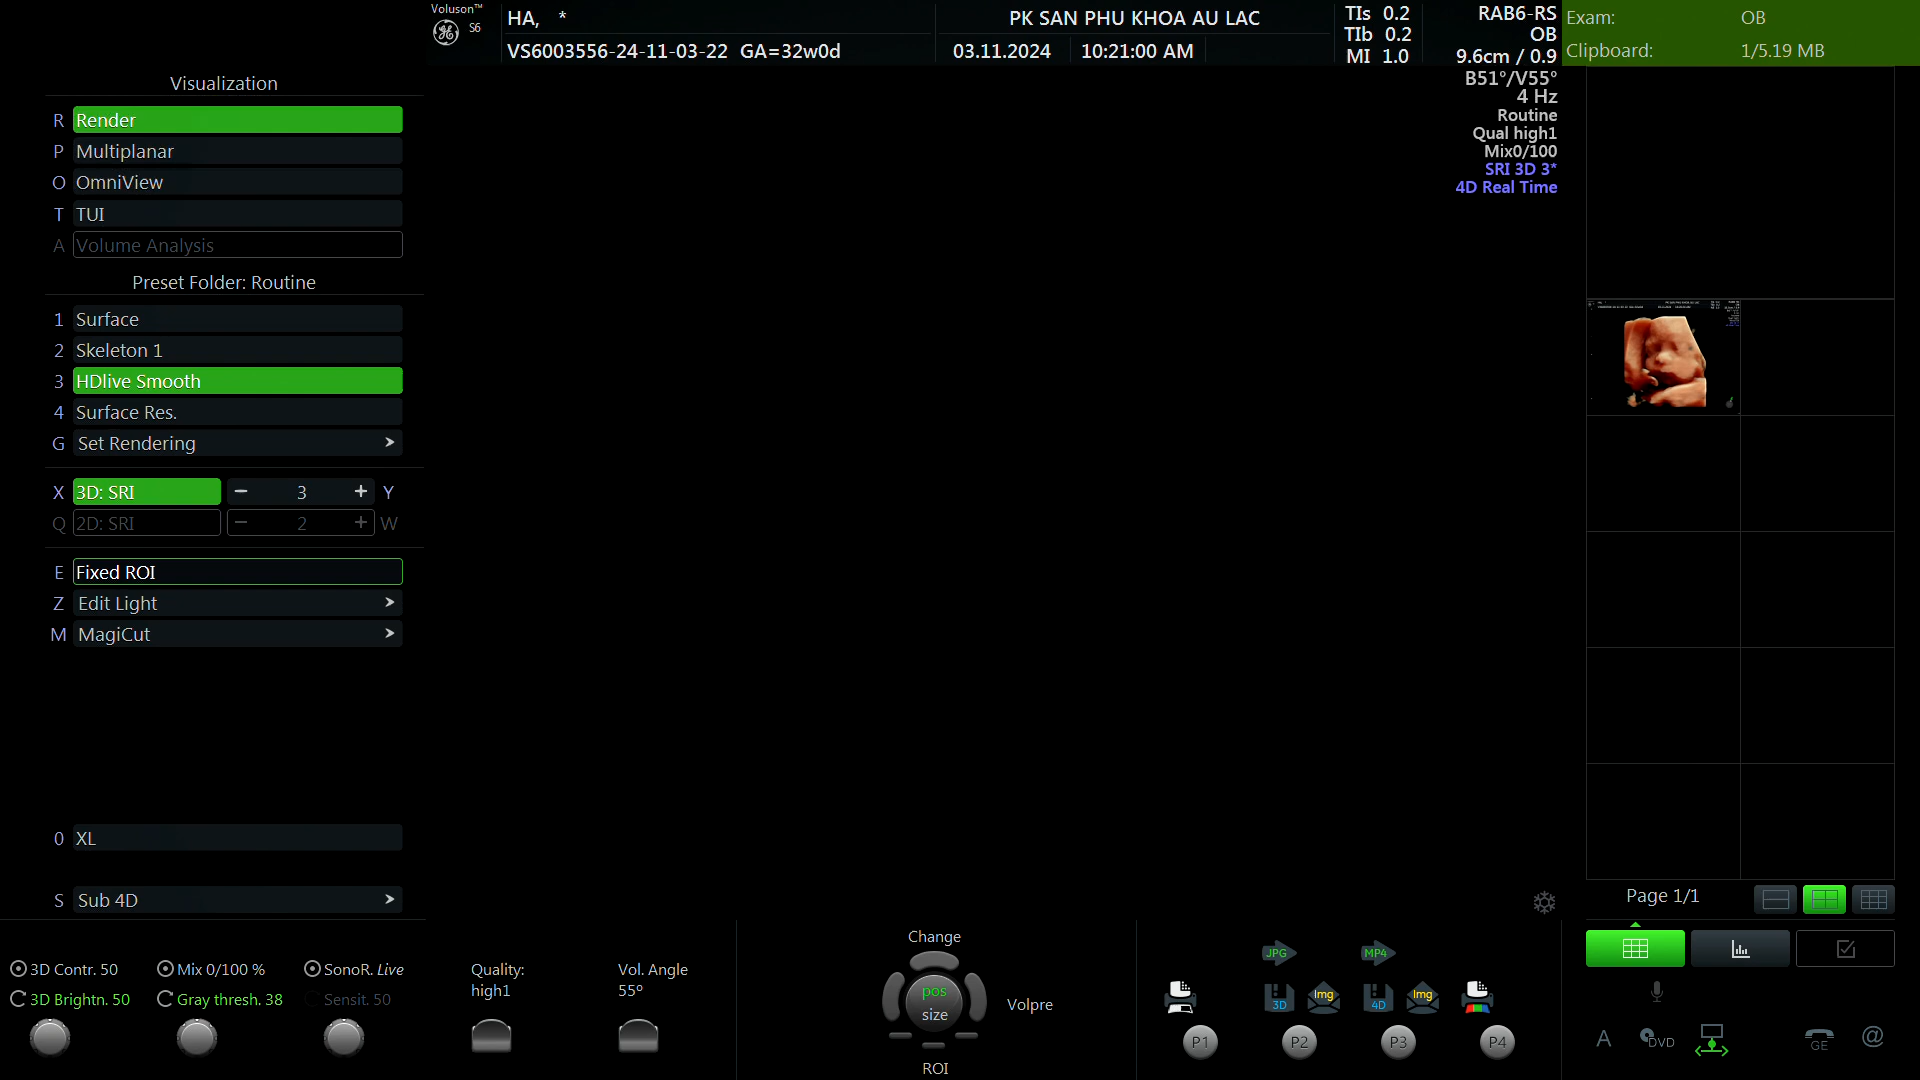 Voluson™
S6
HA, *
VS6003556-24-11-03-22 GA=32w0d
PK SAN PHU KHOA AU LAC
03.11.2024 10:21:00 AM
TIs 0.2
TIb 0.2
MI 1.0
RAB6-RS
OB
9.6cm / 0.9
B51°/V55°
4 Hz
Routine
Qual high1
Mix0/100
SRI 3D 3*
4D Real Time
Exam: OB
Clipboard: 1/5.19 MB
Visualization
R Render
P Multiplanar
O OmniView
T TUI
A Volume Analysis
Preset Folder: Routine
1 Surface
2 Skeleton 1
3 HDlive Smooth
4 Surface Res.
G Set Rendering >
X 3D: SRI − 3 + Y
Q 2D: SRI − 2 + W
E Fixed ROI
Z Edit Light >
M MagiCut >
0 XL
S Sub 4D >
3D Contr. 50
3D Brightn. 50
Mix 0/100 %
Gray thresh. 38
SonoR. Live
Sensit. 50
Quality:
high1
Vol. Angle
55°
Change
pos
size
Volpre
ROI
JPG
MP4
3D
Img
4D
Img
P1
P2
P3
P4
Page 1/1
A
DVD
GE
@